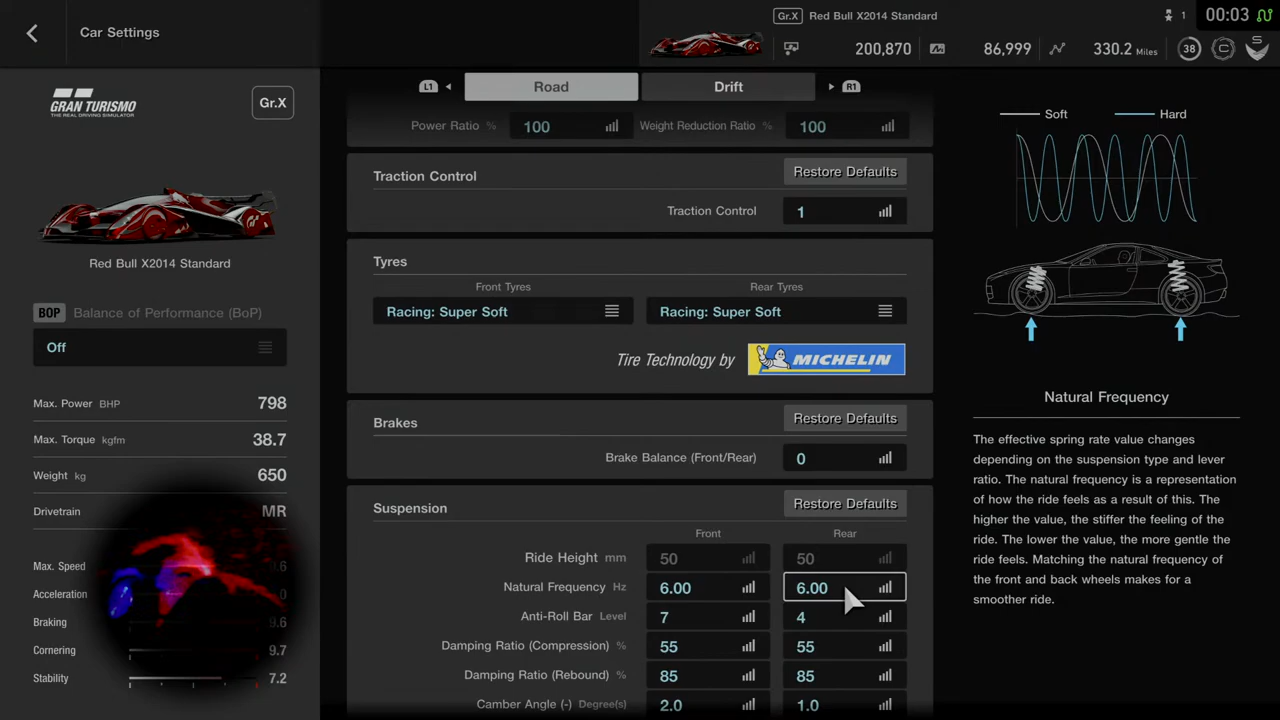 Car Settings
Gr.X Red Bull X2014 Standard
200,870
86,999
330.2 Miles
38
C
S
1
00:03
GRAN TURISMO
THE REAL DRIVING SIMULATOR
Gr.X
Red Bull X2014 Standard
BOP Balance of Performance (BoP)
Off
Max. Power BHP 798
Max. Torque kgfm 38.7
Weight kg 650
Drivetrain MR
Max. Speed
Acceleration
Braking 9.6
Cornering 9.7
Stability 7.2
L1 Road Drift R1
Power Ratio % 100 Weight Reduction Ratio % 100
Traction Control Restore Defaults
Traction Control 1
Tyres
Front Tyres Rear Tyres
Racing: Super Soft Racing: Super Soft
Tire Technology by MICHELIN
Brakes Restore Defaults
Brake Balance (Front/Rear) 0
Suspension Restore Defaults
Front Rear
Ride Height mm 50 50
Natural Frequency Hz 6.00 6.00
Anti-Roll Bar Level 7 4
Damping Ratio (Compression) % 55 55
Damping Ratio (Rebound) % 85 85
Camber Angle (-) Degree(s) 2.0 1.0
Soft Hard
Natural Frequency
The effective spring rate value changes
depending on the suspension type and lever
ratio. The natural frequency is a representation
of how the ride feels as a result of this. The
higher the value, the stiffer the feeling of the
ride. The lower the value, the more gentle the
ride feels. Matching the natural frequency of
the front and back wheels makes for a
smoother ride.